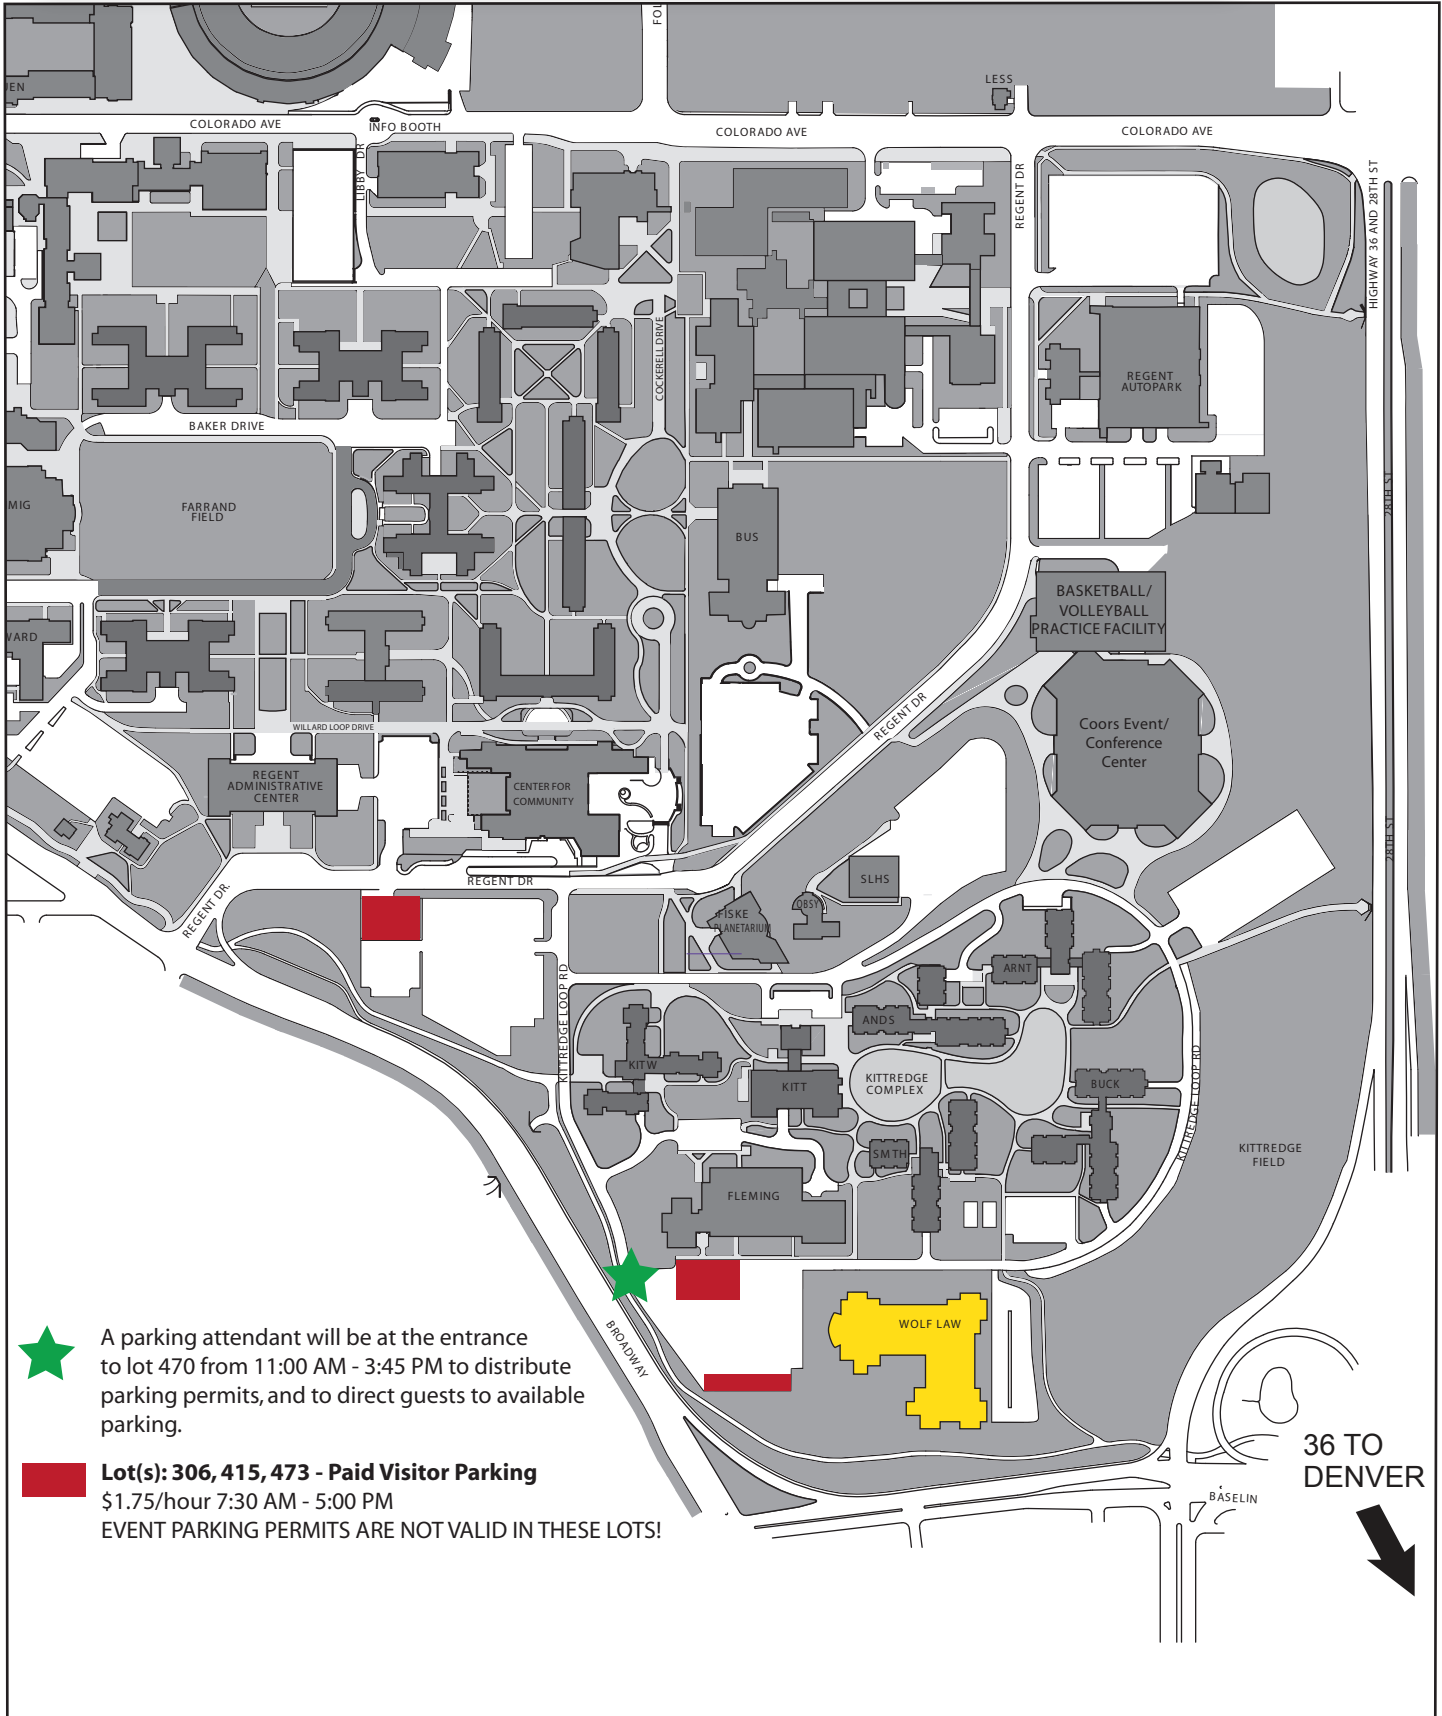 FOL
LESS
UEN
COLORADO AVE
INFO BOOTH
COLORADO AVE
COLORADO AVE
LIBBY DR
REGENT DR
HIGHWAY 36 AND 28TH ST
COCKERELL DRIVE
REGENT
AUTOPARK
BAKER DRIVE
MIG
FARRAND
FIELD
28TH ST
BUS
BASKETBALL/
VOLLEYBALL
PRACTICE FACILITY
WARD
WILLARD LOOP DRIVE
REGENT DR
Coors Event/
Conference
Center
REGENT
ADMINISTRATIVE
CENTER
CENTER FOR
COMMUNITY
28TH ST
REGENT DR
SLHS
REGENT DR.
FISKE
PLANETARIUM
OBSY
ARNT
KITTREDGE LOOP RD
ANDS
KITW
KITT
KITTREDGE
COMPLEX
BUCK
KITTREDGE LOOP RD
SMTH
KITTREDGE
FIELD
FLEMING
BROADWAY
WOLF LAW
A parking attendant will be at the entrance
to lot 470 from 11:00 AM - 3:45 PM to distribute
parking permits, and to direct guests to available
parking.
Lot(s): 306, 415, 473 - Paid Visitor Parking
$1.75/hour 7:30 AM - 5:00 PM
EVENT PARKING PERMITS ARE NOT VALID IN THESE LOTS!
36 TO
DENVER
BASELIN